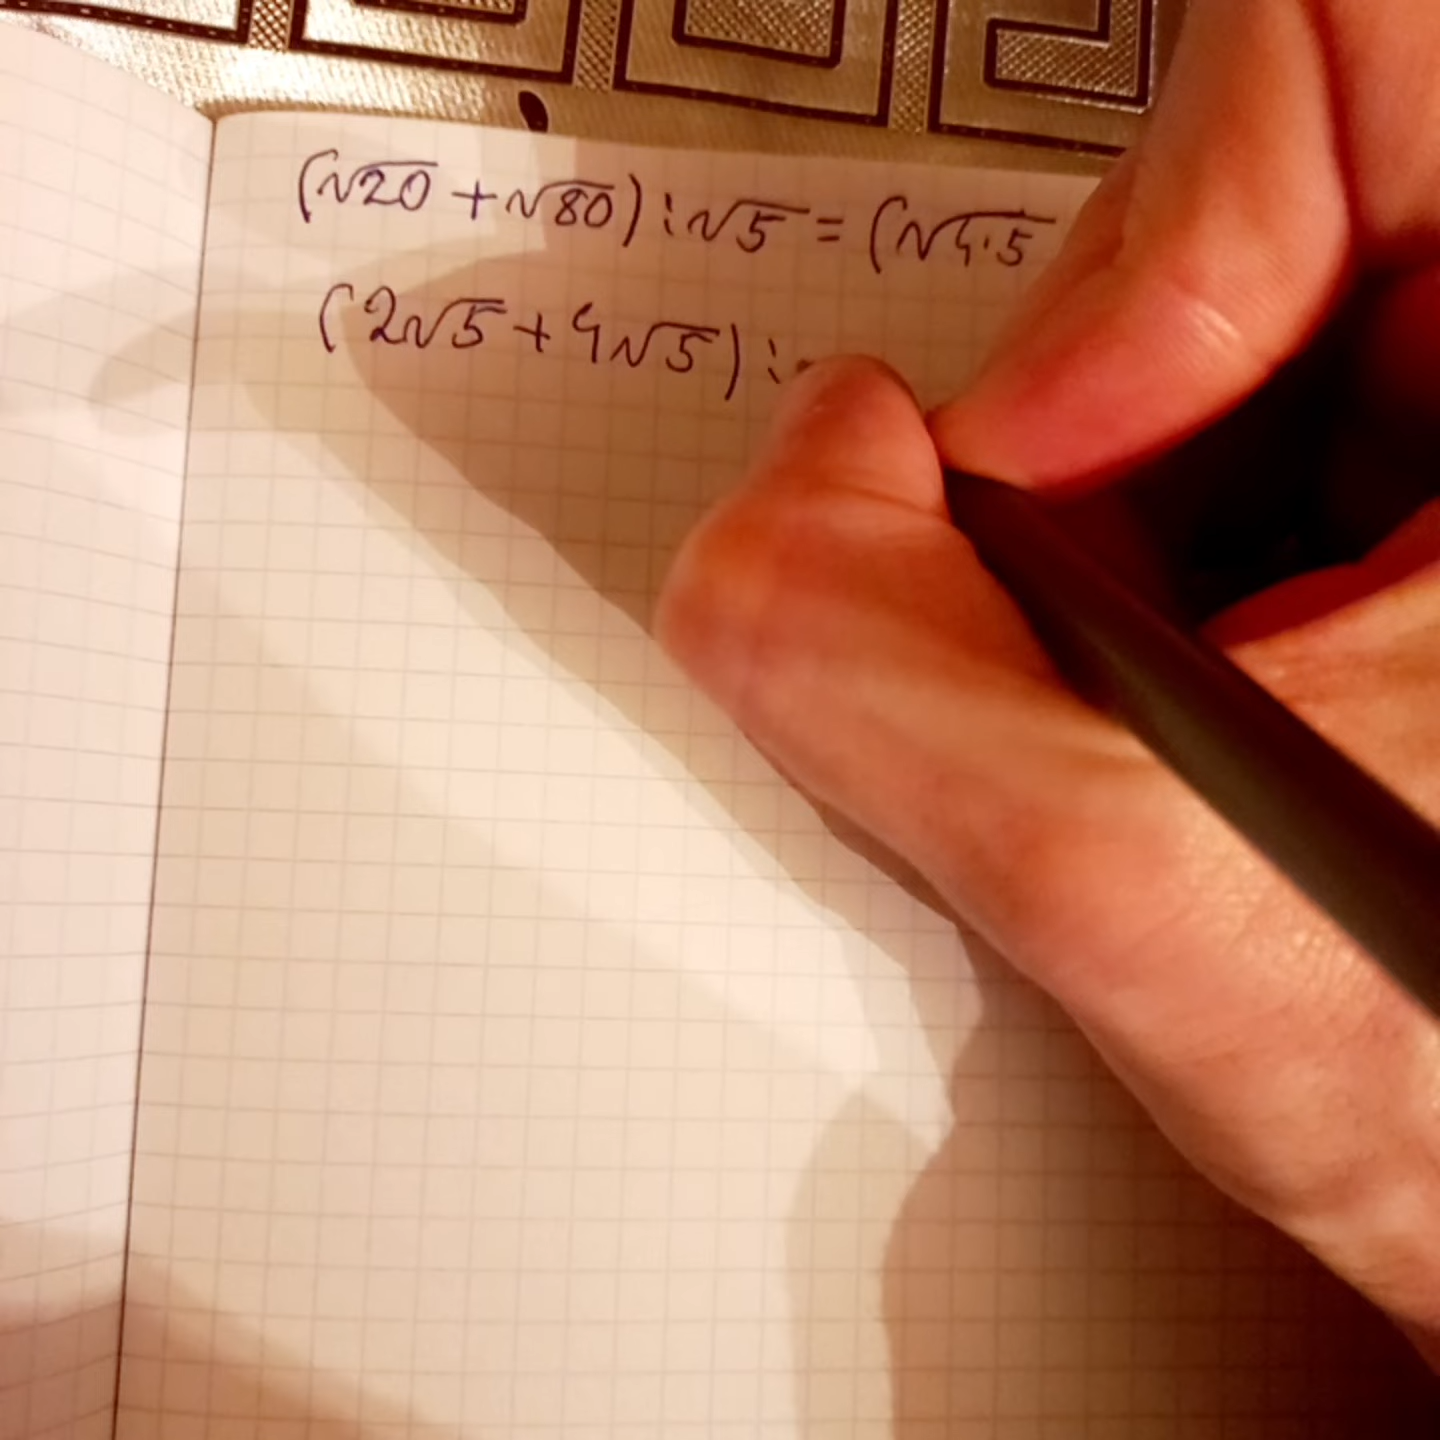 (√20 + √80) : √5 = (√4·5
(2√5 + 4√5) :